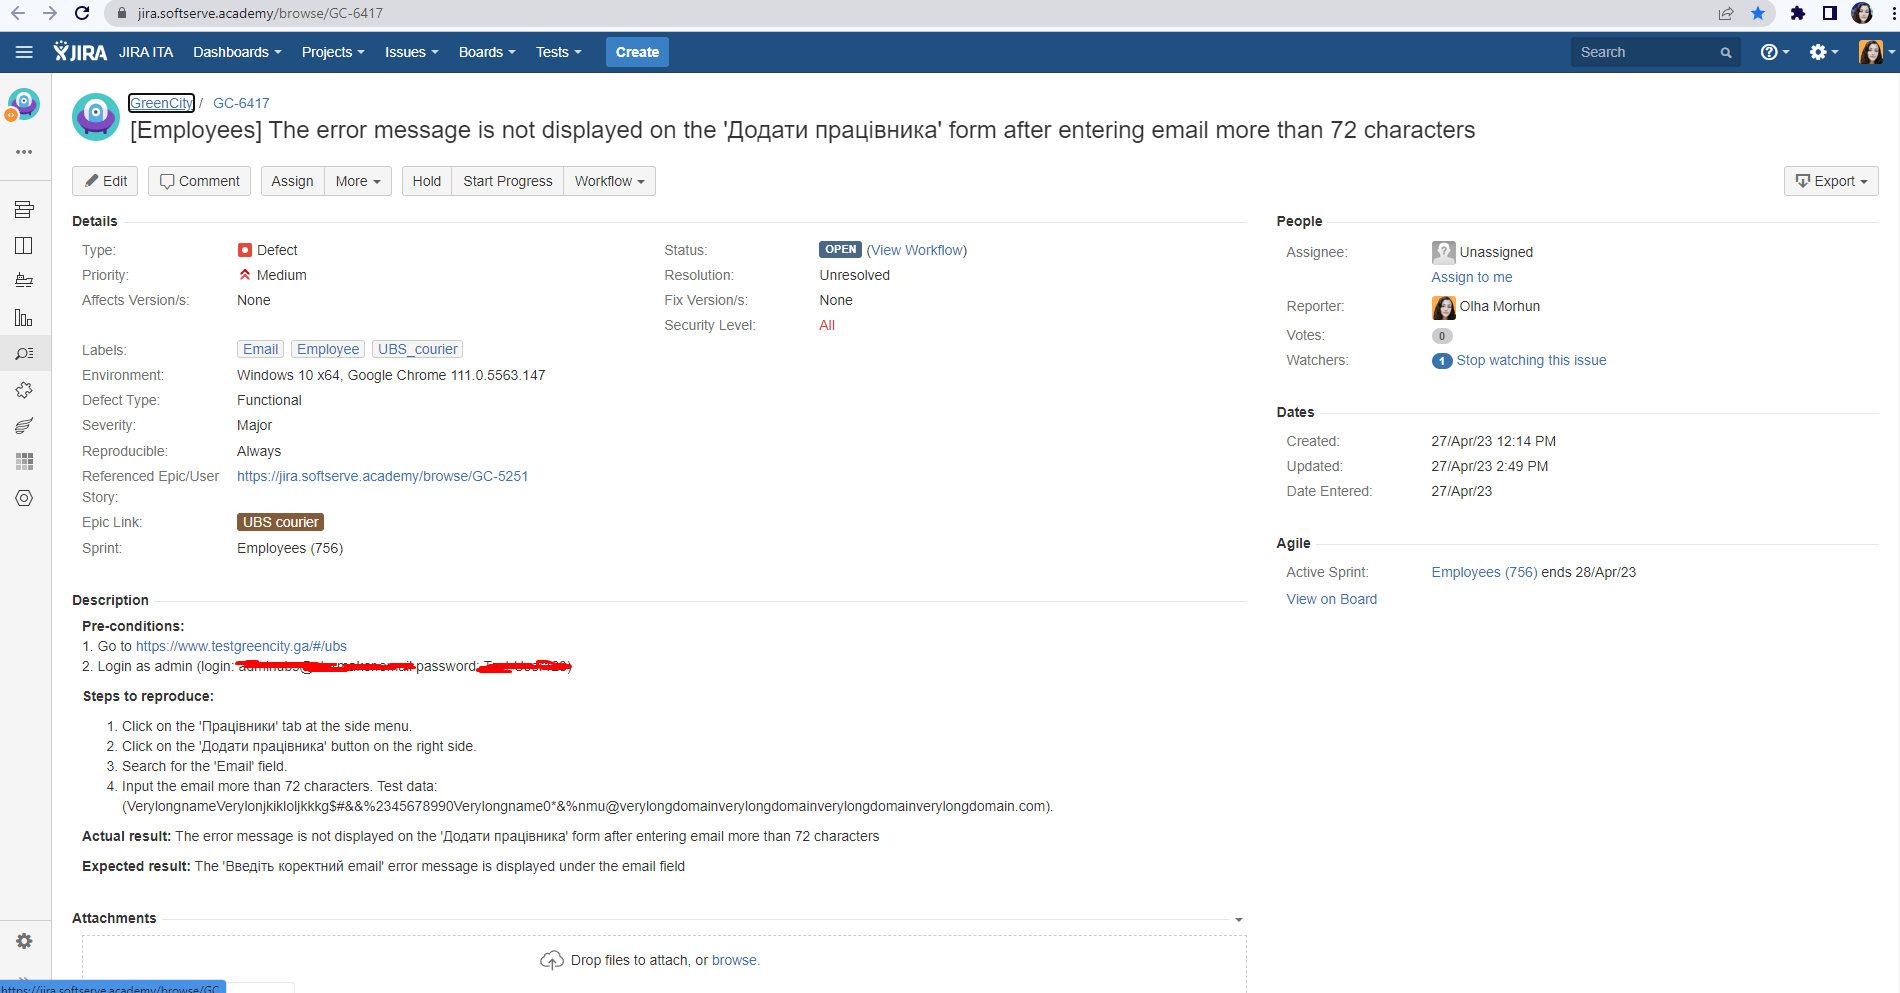 jira.softserve.academy/browse/GC-6417
JIRA JIRA ITA Dashboards Projects Issues Boards Tests Create Search
GreenCity / GC-6417
[Employees] The error message is not displayed on the 'Додати працівника' form after entering email more than 72 characters
Edit Comment Assign More Hold Start Progress Workflow Export
Details
Type: Defect
Status: OPEN (View Workflow)
Priority: Medium
Resolution: Unresolved
Affects Version/s: None
Fix Version/s: None
Security Level: All
Labels: Email Employee UBS_courier
Environment: Windows 10 x64, Google Chrome 111.0.5563.147
Defect Type: Functional
Severity: Major
Reproducible: Always
Referenced Epic/User Story: https://jira.softserve.academy/browse/GC-5251
Epic Link: UBS courier
Sprint: Employees (756)
Description
Pre-conditions:
1. Go to https://www.testgreencity.ga/#/ubs
2. Login as admin (login: password:
Steps to reproduce:
1. Click on the 'Працівники' tab at the side menu.
2. Click on the 'Додати працівника' button on the right side.
3. Search for the 'Email' field.
4. Input the email more than 72 characters. Test data:
(VerylongnameVerylonjkikloljkkkg$#&&%2345678990Verylongname0*&%nmu@verylongdomainverylongdomainverylongdomainverylongdomain.com).
Actual result: The error message is not displayed on the 'Додати працівника' form after entering email more than 72 characters
Expected result: The 'Введіть коректний email' error message is displayed under the email field
Attachments
Drop files to attach, or browse.
People
Assignee: Unassigned
Assign to me
Reporter: Olha Morhun
Votes: 0
Watchers: 1 Stop watching this issue
Dates
Created: 27/Apr/23 12:14 PM
Updated: 27/Apr/23 2:49 PM
Date Entered: 27/Apr/23
Agile
Active Sprint: Employees (756) ends 28/Apr/23
View on Board
https://jira.softserve.academy/browse/GC